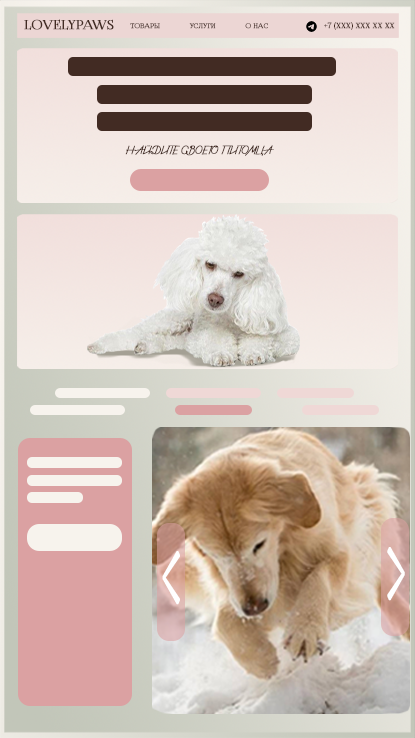 LOVELYPAWS ТОВАРЫ УСЛУГИ О НАС +7 (XXX) XXX XX XX
НАЙДИТЕ СВОЕГО ПИТОМЦА